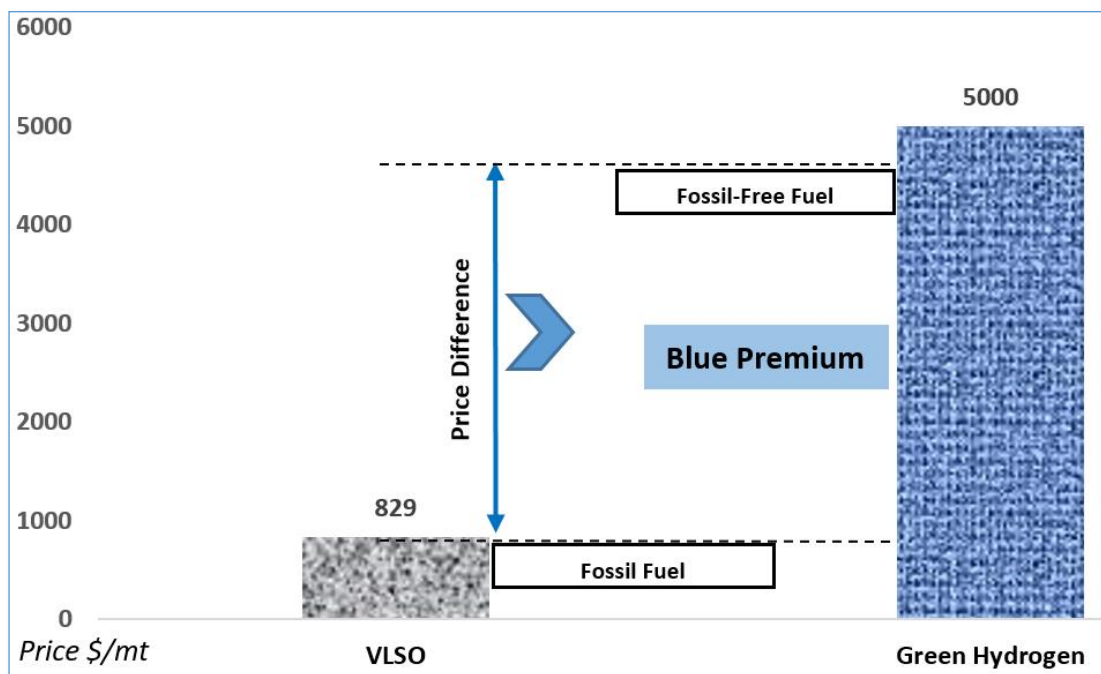 6000
5000
5000
Fossil-Free Fuel
4000
Price Difference
3000
Blue Premium
2000
829
1000
Fossil Fuel
0
Price $/mt
VLSO
Green Hydrogen